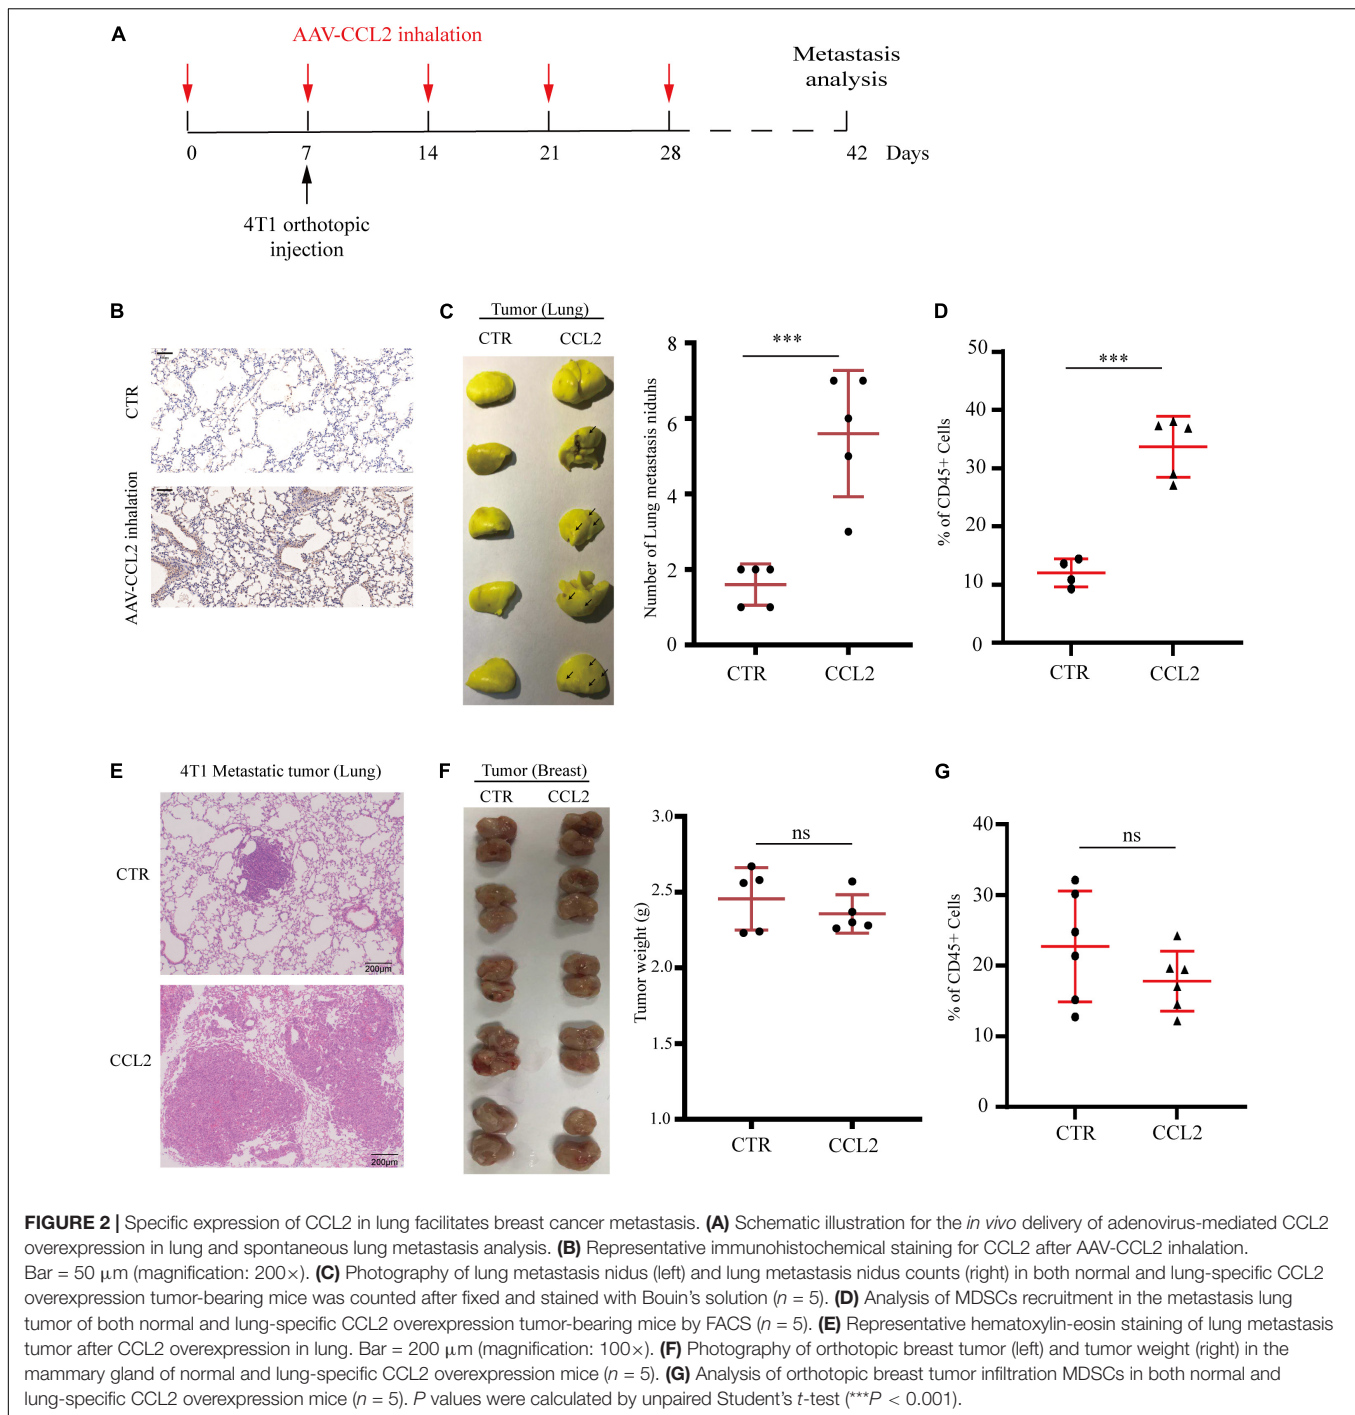 A
AAV-CCL2 inhalation
Metastasis
analysis
0 7 14 21 28 42 Days
4T1 orthotopic
injection
B
CTR
AAV-CCL2 inhalation
C
Tumor (Lung)
CTR CCL2
Number of Lung metastasis niduhs
8
6
4
2
0
***
CTR CCL2
D
% of CD45+ Cells
50
40
30
20
10
0
***
CTR CCL2
E
4T1 Metastatic tumor (Lung)
CTR
200μm
CCL2
200μm
F
Tumor (Breast)
CTR CCL2
Tumor weight (g)
3.0
2.5
2.0
1.5
1.0
ns
CTR CCL2
G
% of CD45+ Cells
40
30
20
10
0
ns
CTR CCL2
FIGURE 2 | Specific expression of CCL2 in lung facilitates breast cancer metastasis. (A) Schematic illustration for the in vivo delivery of adenovirus-mediated CCL2
overexpression in lung and spontaneous lung metastasis analysis. (B) Representative immunohistochemical staining for CCL2 after AAV-CCL2 inhalation.
Bar = 50 μm (magnification: 200×). (C) Photography of lung metastasis nidus (left) and lung metastasis nidus counts (right) in both normal and lung-specific CCL2
overexpression tumor-bearing mice was counted after fixed and stained with Bouin's solution (n = 5). (D) Analysis of MDSCs recruitment in the metastasis lung
tumor of both normal and lung-specific CCL2 overexpression tumor-bearing mice by FACS (n = 5). (E) Representative hematoxylin-eosin staining of lung metastasis
tumor after CCL2 overexpression in lung. Bar = 200 μm (magnification: 100×). (F) Photography of orthotopic breast tumor (left) and tumor weight (right) in the
mammary gland of normal and lung-specific CCL2 overexpression mice (n = 5). (G) Analysis of orthotopic breast tumor infiltration MDSCs in both normal and
lung-specific CCL2 overexpression mice (n = 5). P values were calculated by unpaired Student's t-test (***P < 0.001).